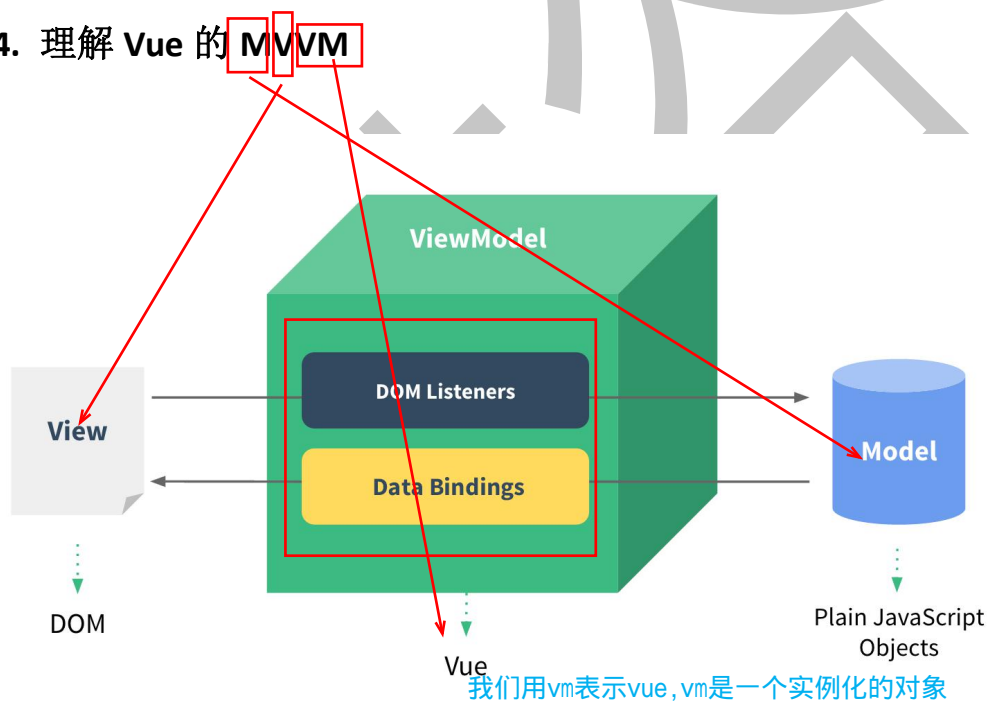 4. 理解 Vue 的 MVVM
ViewModel
DOM Listeners
View
Model
Data Bindings
DOM
Plain JavaScript
Objects
Vue
我们用vm表示vue,vm是一个实例化的对象